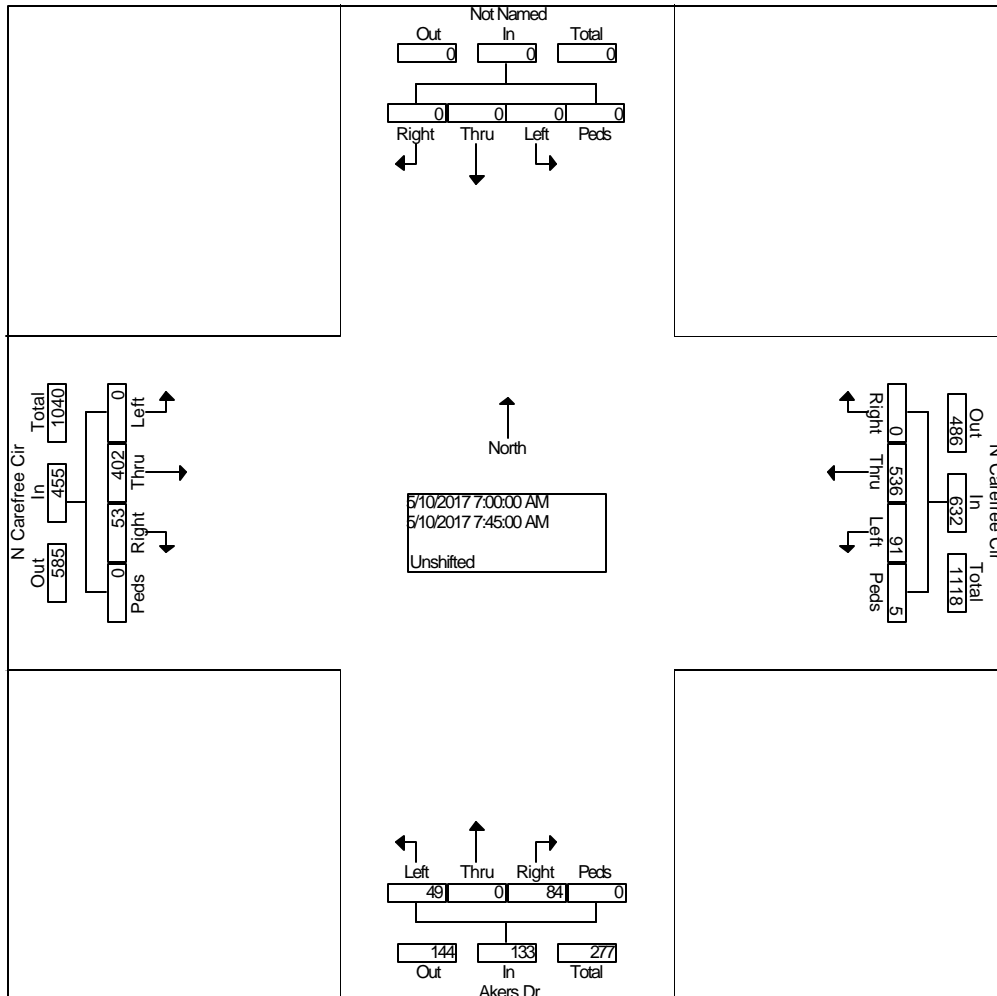 Not Named
Out In Total
0 0 0
0 0 0 0
Right Thru Left Peds
North
5/10/2017 7:00:00 AM
5/10/2017 7:45:00 AM
Unshifted
N Carefree Cir
Out In Total
585 455 1040
0 402 53 0
Left Thru Right Peds
N Carefree Cir
Out In Total
486 632 1118
0 536 91 5
Right Thru Left Peds
Left Thru Right Peds
49 0 84 0
144 133 277
Out In Total
Akers Dr